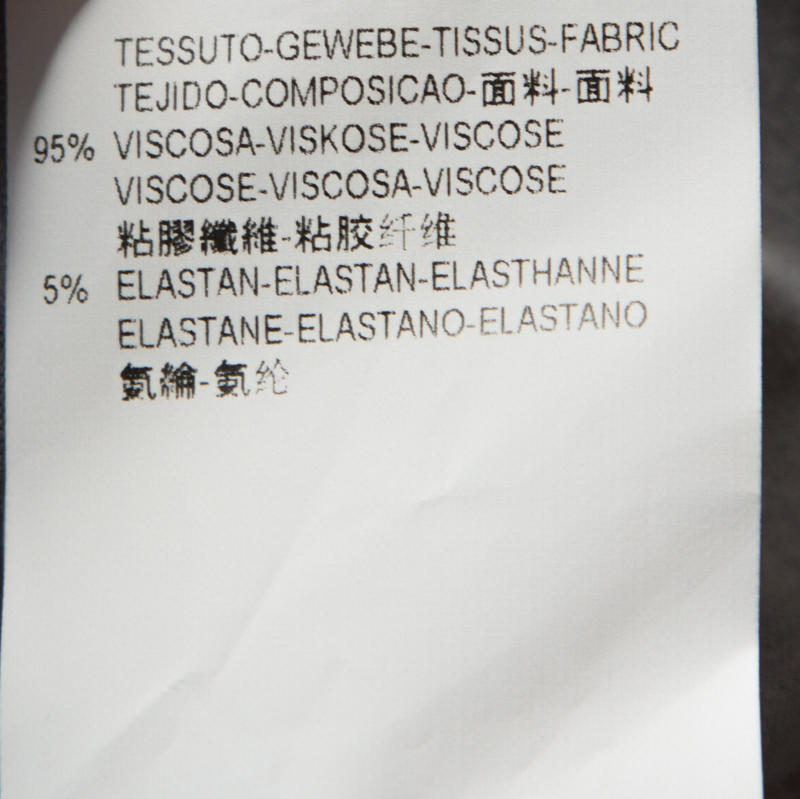 TESSUTO-GEWEBE-TISSUS-FABRIC
TEJIDO-COMPOSICAO-面料-面料
95% VISCOSA-VISKOSE-VISCOSE
VISCOSE-VISCOSA-VISCOSE
粘膠纖維-粘胶纤维
5% ELASTAN-ELASTAN-ELASTHANNE
ELASTANE-ELASTANO-ELASTANO
氨綸-氨纶